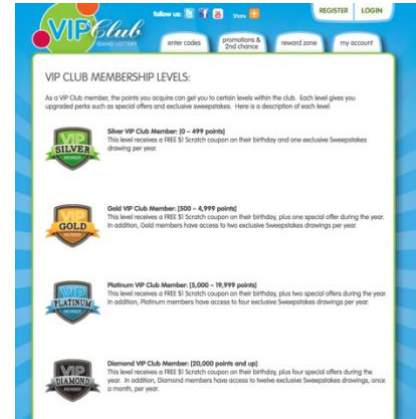 follow us:
Share
REGISTER
LOGIN
VIP Club
IDAHO LOTTERY
enter codes
promotions &
2nd chance
reward zone
my account
VIP CLUB MEMBERSHIP LEVELS:
As a VIP Club member, the points you acquire can get you to certain levels within the club. Each level gives you
upgraded perks such as special offers and exclusive sweepstakes. Here is a description of each level:
VIP
SILVER
MEMBER
Silver VIP Club Member: (0 – 499 points)
This level receives a FREE $1 Scratch coupon on their birthday and one exclusive Sweepstakes
drawing per year.
VIP
GOLD
MEMBER
Gold VIP Club Member: (500 – 4,999 points)
This level receives a FREE $1 Scratch coupon on their birthday, plus one special offer during the year.
In addition, Gold members have access to two exclusive Sweepstakes drawings per year.
VIP
PLATINUM
MEMBER
Platinum VIP Club Member: (5,000 – 19,999 points)
This level receives a FREE $1 Scratch coupon on their birthday, plus two special offers during the year.
In addition, Platinum members have access to four exclusive Sweepstakes drawings per year.
VIP
DIAMOND
MEMBER
Diamond VIP Club Member: (20,000 points and up)
This level receives a FREE $1 Scratch coupon on their birthday, plus four special offers during the
year. In addition, Diamond members have access to twelve exclusive Sweepstakes drawings, once
a month, per year.